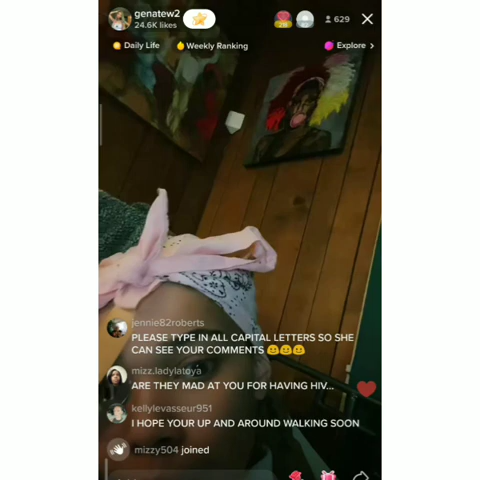 genatew2
24.6K likes
629
Daily Life
Weekly Ranking
Explore >
jennie82roberts
PLEASE TYPE IN ALL CAPITAL LETTERS SO SHE
CAN SEE YOUR COMMENTS
mizz.ladylatoya
ARE THEY MAD AT YOU FOR HAVING HIV...
kellylevasseur951
I HOPE YOUR UP AND AROUND WALKING SOON
mizzy504 joined